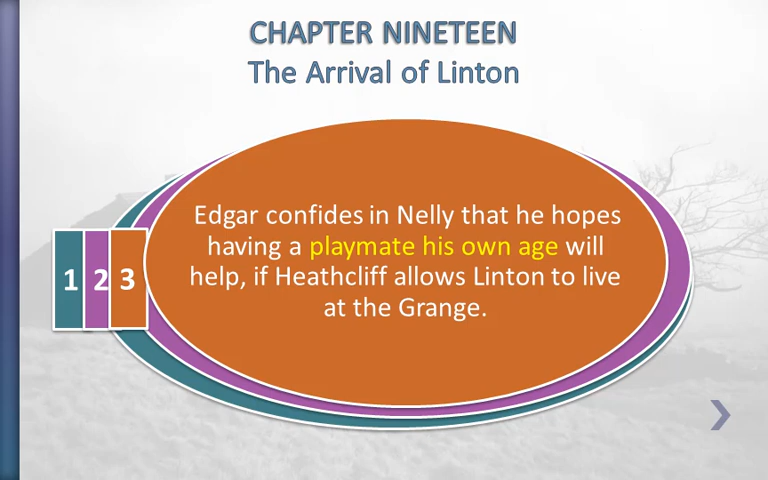 CHAPTER NINETEEN
The Arrival of Linton
Edgar confides in Nelly that he hopes
having a playmate his own age will
help, if Heathcliff allows Linton to live
at the Grange.
1 2 3